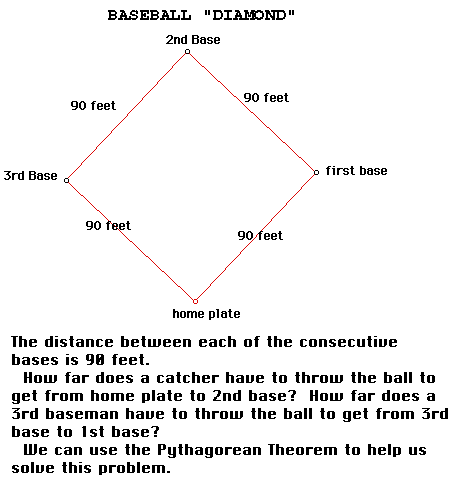 BASEBALL "DIAMOND"
2nd Base
90 feet
90 feet
3rd Base
first base
90 feet
90 feet
home plate
The distance between each of the consecutive
bases is 90 feet.
How far does a catcher have to throw the ball to
get from home plate to 2nd base? How far does a
3rd baseman have to throw the ball to get from 3rd
base to 1st base?
We can use the Pythagorean Theorem to help us
solve this problem.